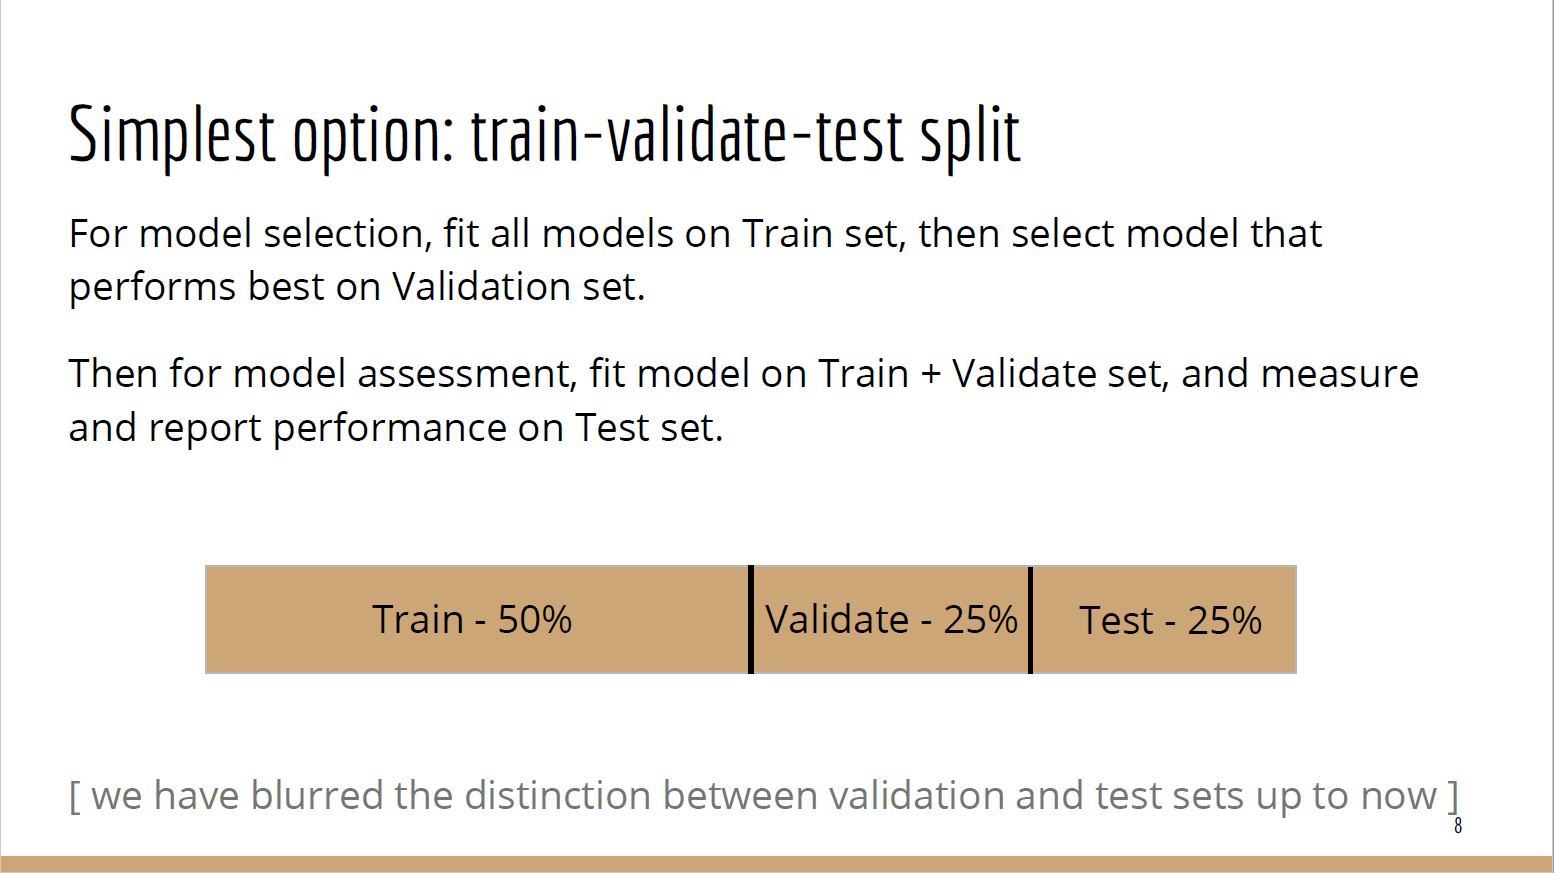 Simplest option: train-validate-test split
For model selection, fit all models on Train set, then select model that
performs best on Validation set.
Then for model assessment, fit model on Train + Validate set, and measure
and report performance on Test set.
Train - 50% Validate - 25% Test - 25%
[ we have blurred the distinction between validation and test sets up to now ]
8